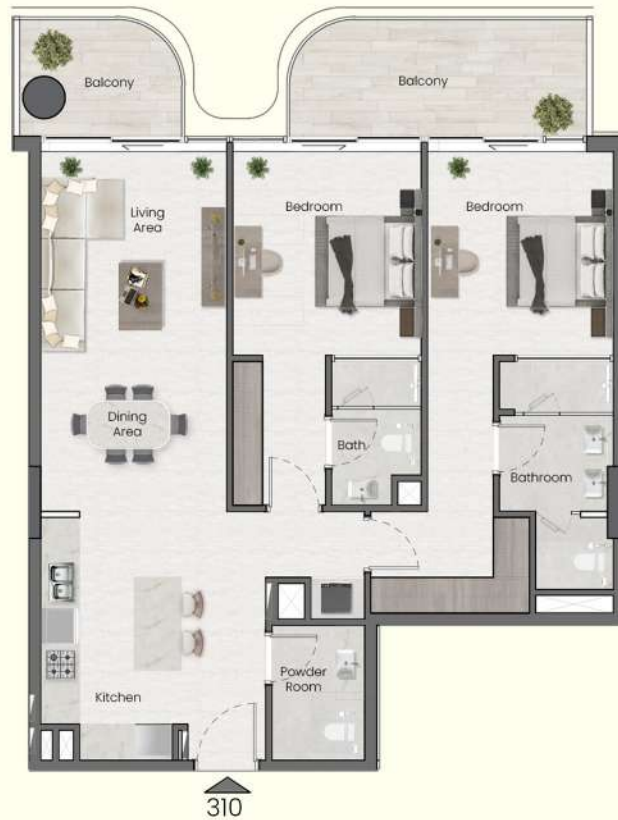 Balcony
Balcony
Living
Area
Bedroom
Bedroom
Dining
Area
Bath
Bathroom
Powder
Room
Kitchen
310